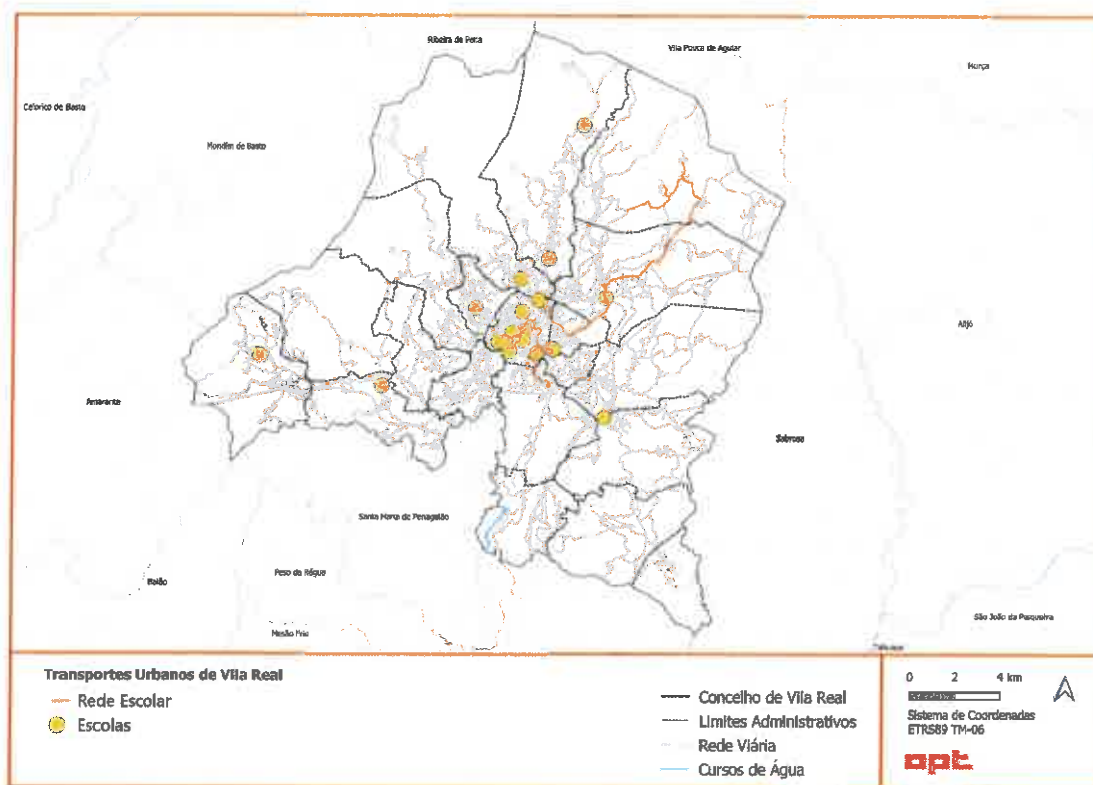 Ribeira de Pena
Vila Pouca de Aguiar
Murça
Celorico de Basto
Mondim de Basto
Alijó
Amarante
Sabrosa
Santa Marta de Penaguião
Peso da Régua
Baião
Mesão Frio
São João da Pesqueira
Transportes Urbanos de Vila Real
Rede Escolar
Escolas
Concelho de Vila Real
Limites Administrativos
Rede Viária
Cursos de Água
0 2 4 km
Sistema de Coordenadas
ETRS89 TM-06
opt